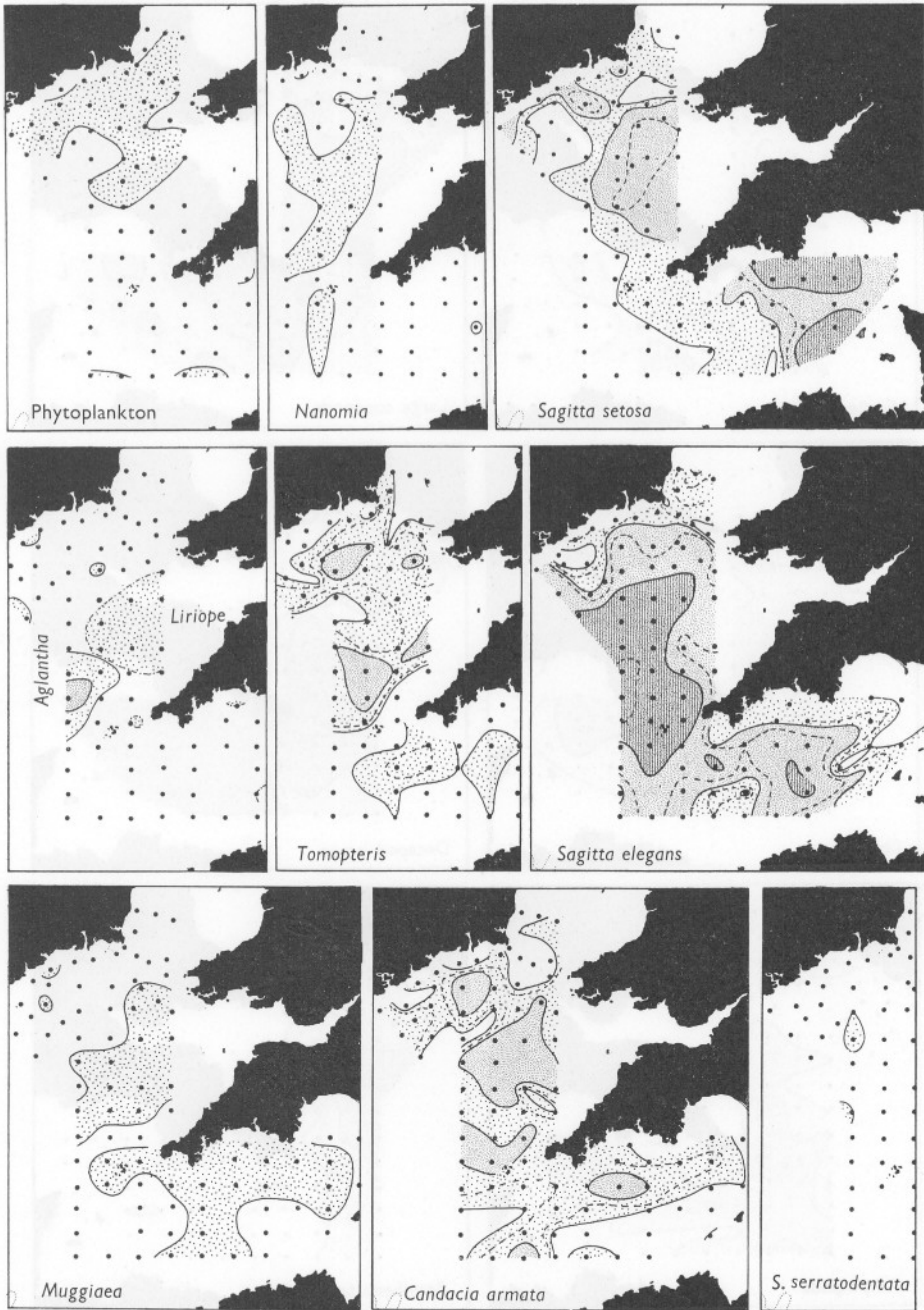 Phytoplankton
Nanomia
Sagitta setosa
Aglantha
Liriope
Tomopteris
Sagitta elegans
Muggiaea
Candacia armata
S. serratodentata